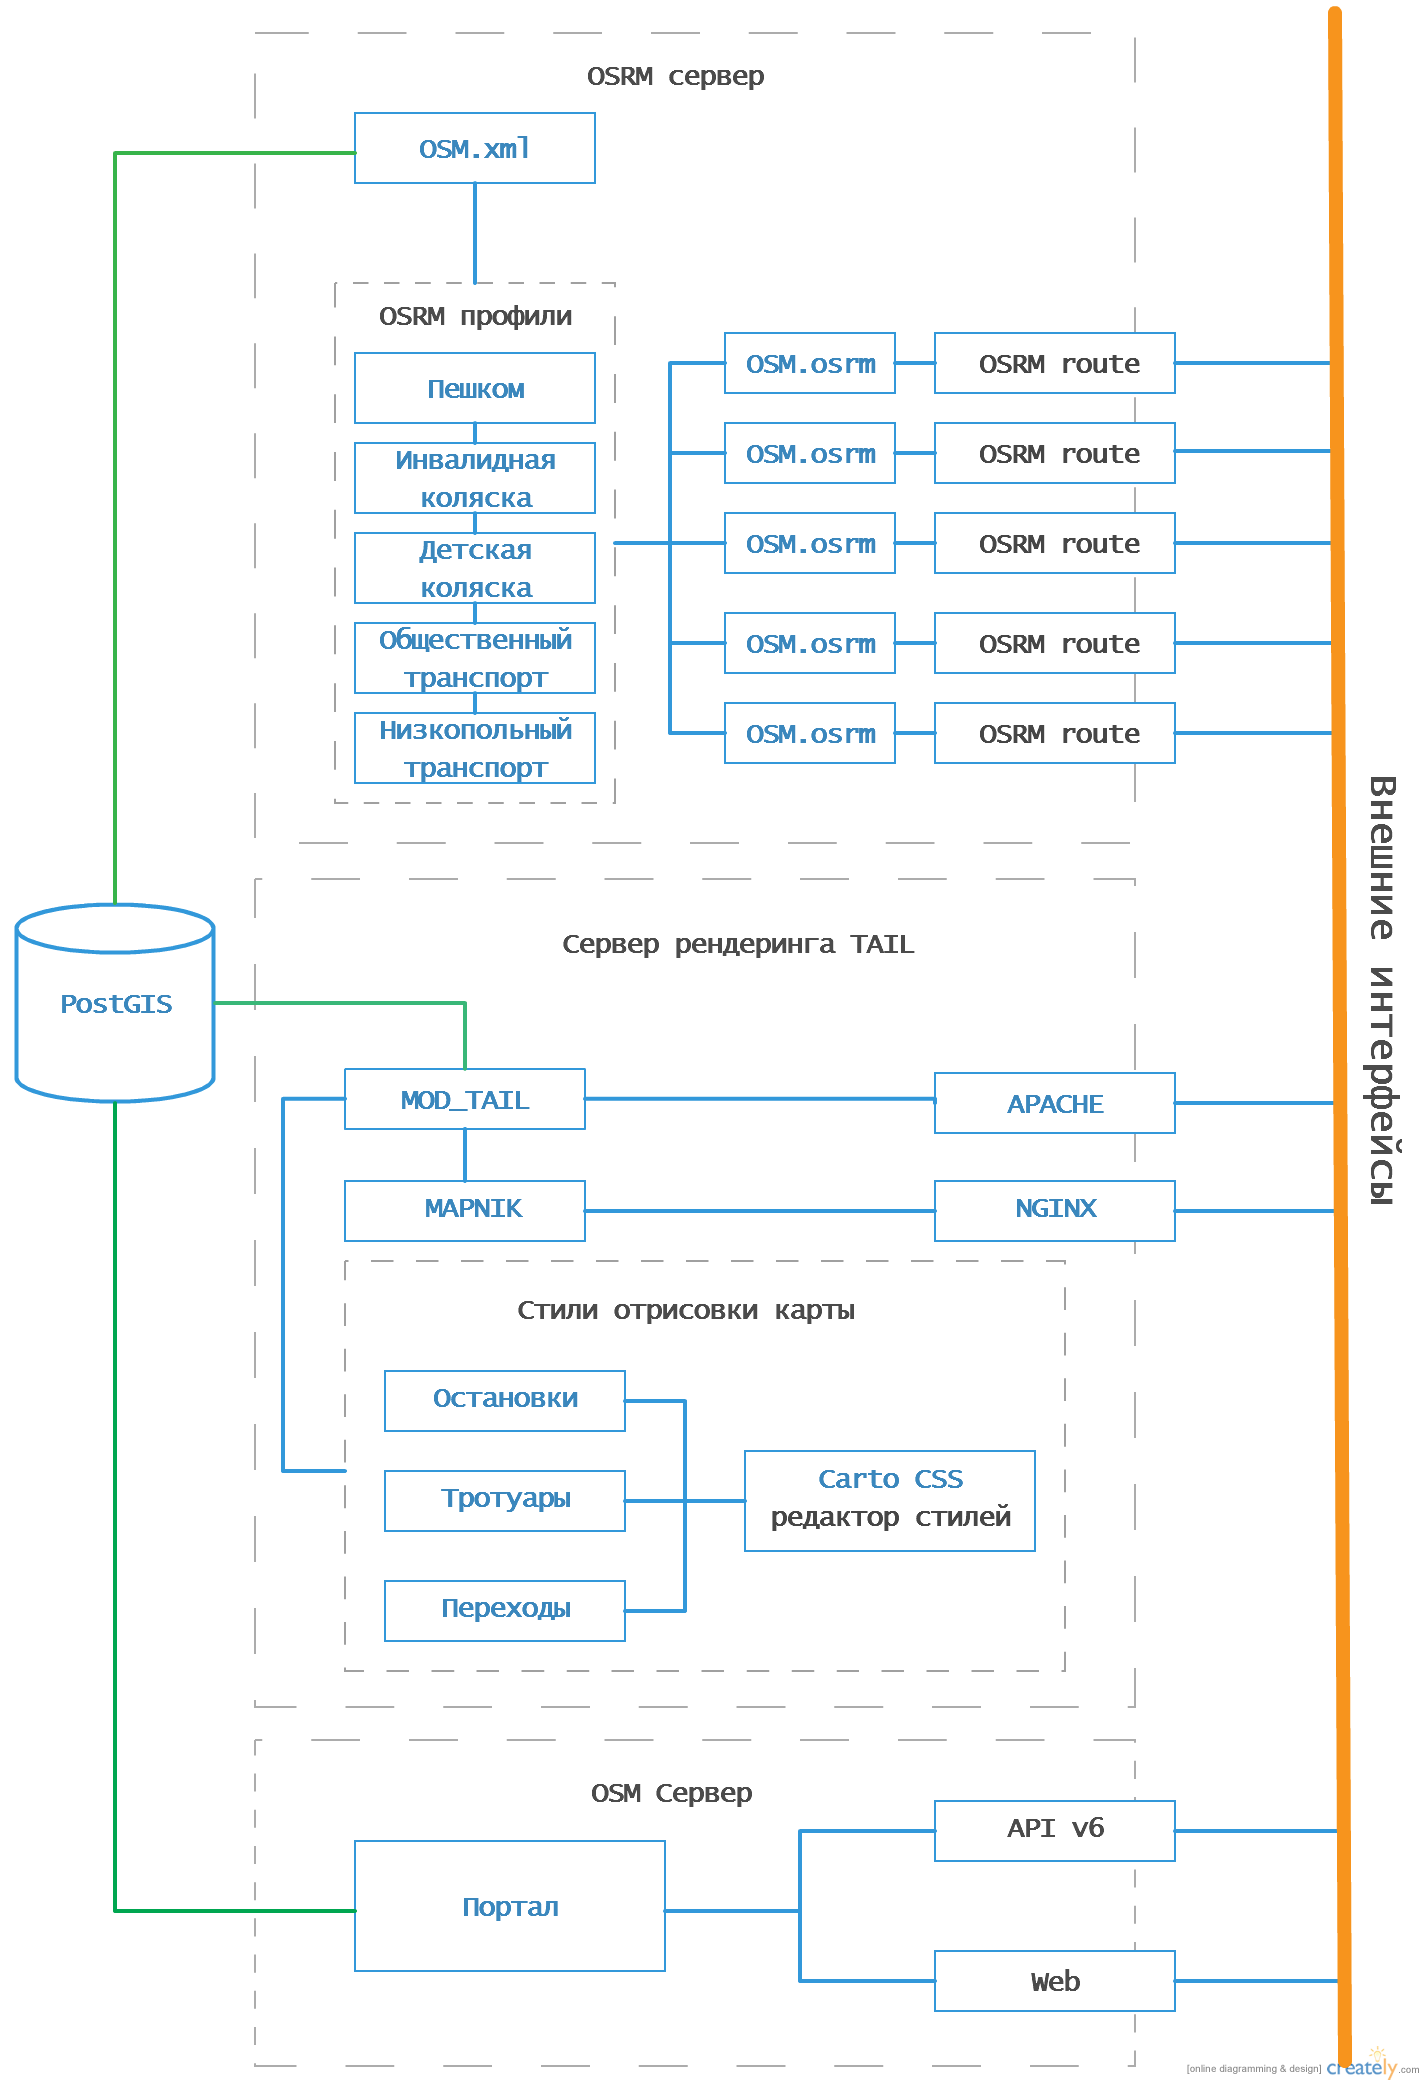 OSRM сервер
OSM.xml
OSRM профили
Пешком
Инвалидная
коляска
Детская
коляска
Общественный
транспорт
Низкопольный
транспорт
OSM.osrm
OSRM route
OSM.osrm
OSRM route
OSM.osrm
OSRM route
OSM.osrm
OSRM route
OSM.osrm
OSRM route
Внешние интерфейсы
PostGIS
Сервер рендеринга TAIL
MOD_TAIL
APACHE
MAPNIK
NGINX
Стили отрисовки карты
Остановки
Тротуары
Переходы
Carto CSS
редактор стилей
OSM Сервер
Портал
API v6
Web
[online diagramming & design] creately.com